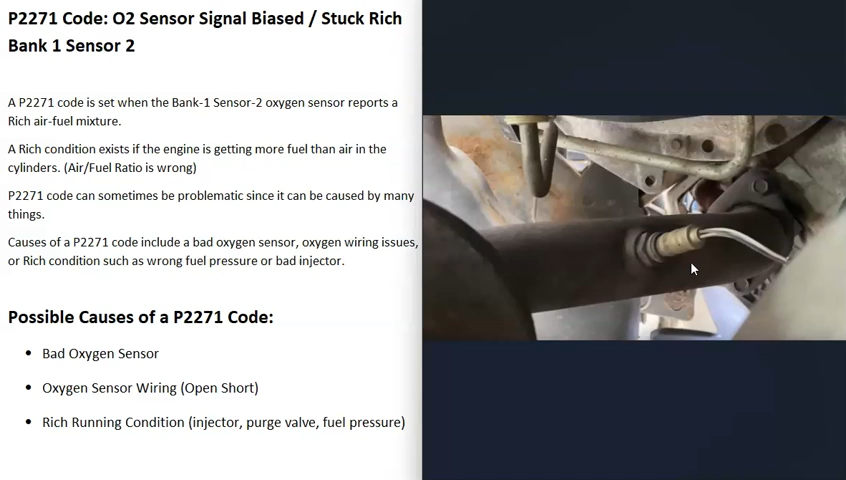 P2271 Code: O2 Sensor Signal Biased / Stuck Rich
Bank 1 Sensor 2
A P2271 code is set when the Bank-1 Sensor-2 oxygen sensor reports a
Rich air-fuel mixture.
A Rich condition exists if the engine is getting more fuel than air in the
cylinders. (Air/Fuel Ratio is wrong)
P2271 code can sometimes be problematic since it can be caused by many
things.
Causes of a P2271 code include a bad oxygen sensor, oxygen wiring issues,
or Rich condition such as wrong fuel pressure or bad injector.
Possible Causes of a P2271 Code:
• Bad Oxygen Sensor
• Oxygen Sensor Wiring (Open Short)
• Rich Running Condition (injector, purge valve, fuel pressure)